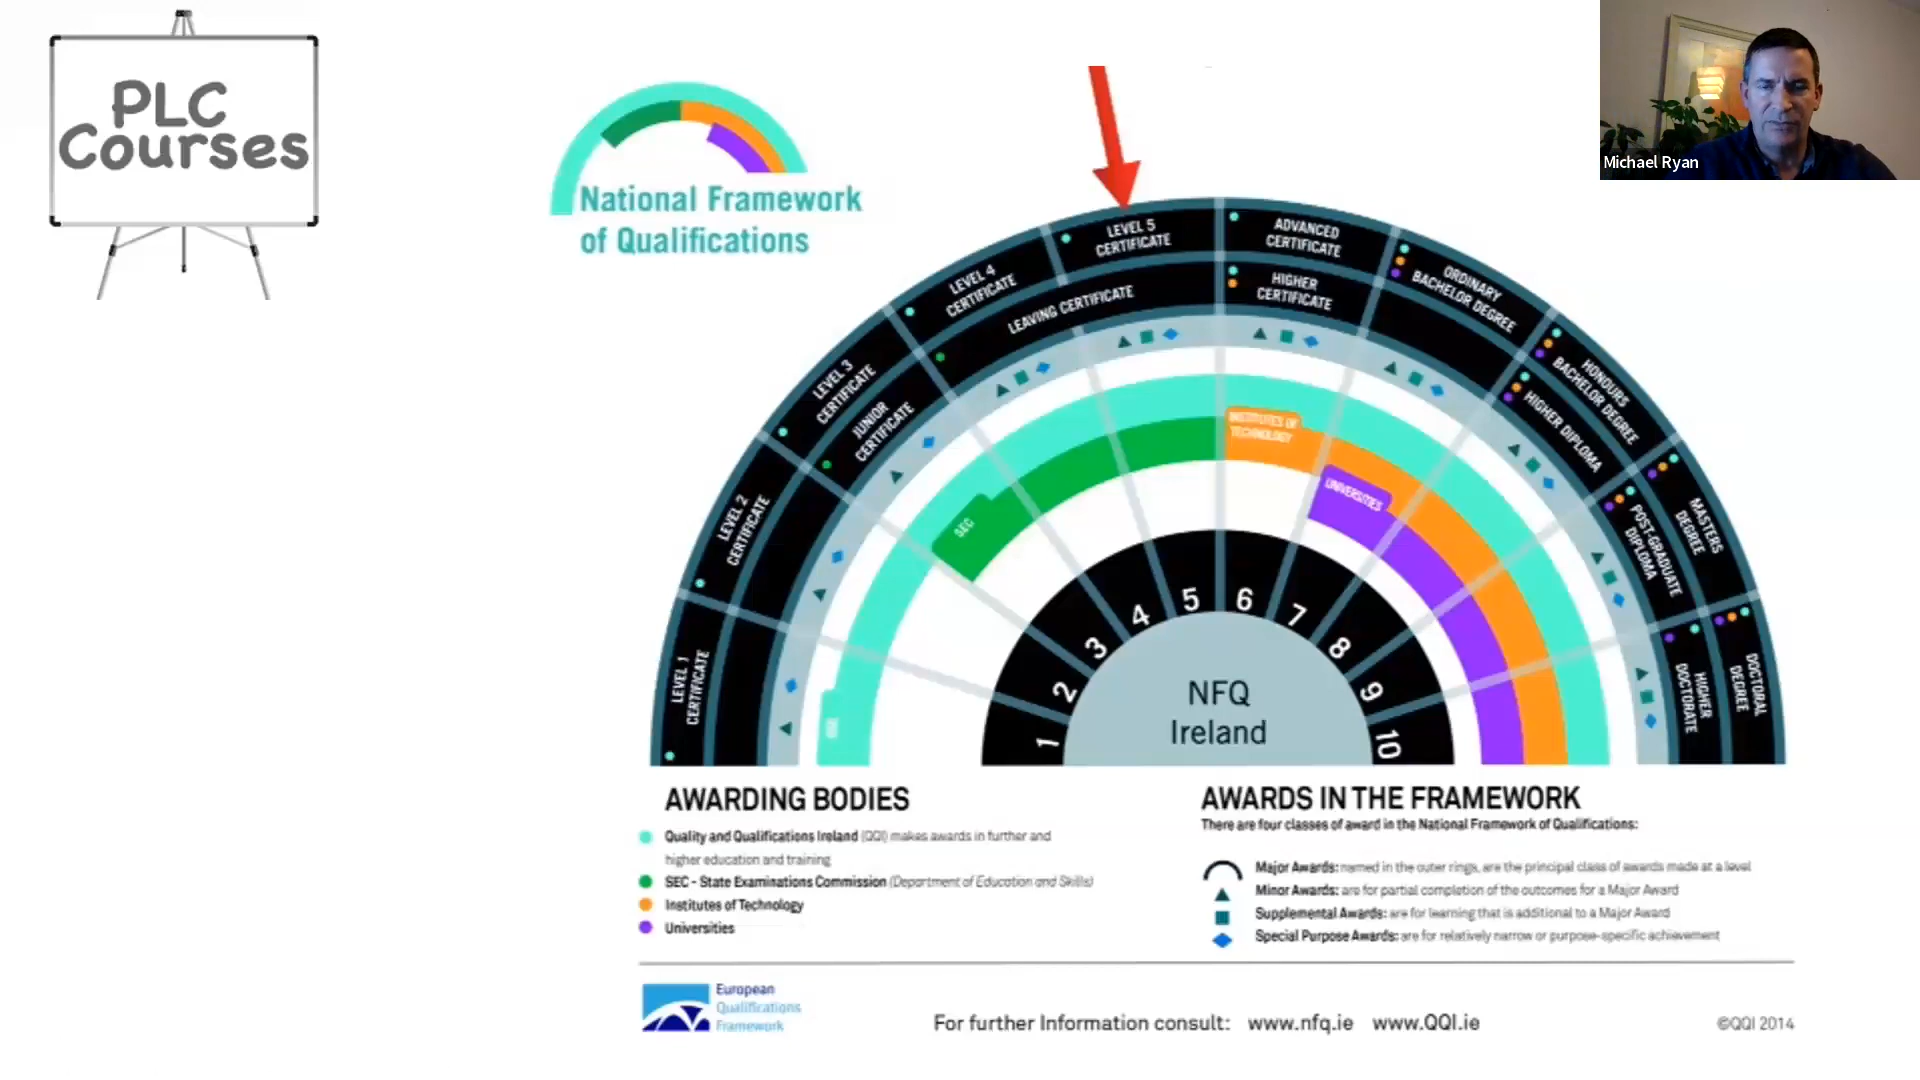 PLC
Courses
National Framework
of Qualifications
Michael Ryan
LEVEL 1
CERTIFICATE
LEVEL 2
CERTIFICATE
LEVEL 3
CERTIFICATE
JUNIOR
CERTIFICATE
LEVEL 4
CERTIFICATE
LEVEL 5
CERTIFICATE
LEAVING CERTIFICATE
ADVANCED
CERTIFICATE
HIGHER
CERTIFICATE
ORDINARY
BACHELOR DEGREE
HONOURS
BACHELOR DEGREE
HIGHER DIPLOMA
MASTERS
DEGREE
POST-GRADUATE
DIPLOMA
DOCTORAL
DEGREE
HIGHER
DOCTORATE
SEC
INSTITUTES OF
TECHNOLOGY
UNIVERSITIES
1
2
3
4
5
6
7
8
9
10
NFQ
Ireland
AWARDING BODIES
Quality and Qualifications Ireland (QQI) makes awards in further and
higher education and training
SEC - State Examinations Commission (Department of Education and Skills)
Institutes of Technology
Universities
AWARDS IN THE FRAMEWORK
There are four classes of award in the National Framework of Qualifications:
Major Awards: named in the outer rings, are the principal class of awards made at a level
Minor Awards: are for partial completion of the outcomes for a Major Award
Supplemental Awards: are for learning that is additional to a Major Award
Special Purpose Awards: are for relatively narrow or purpose-specific achievement
European
Qualifications
Framework
For further Information consult: www.nfq.ie www.QQI.ie
©QQI 2014